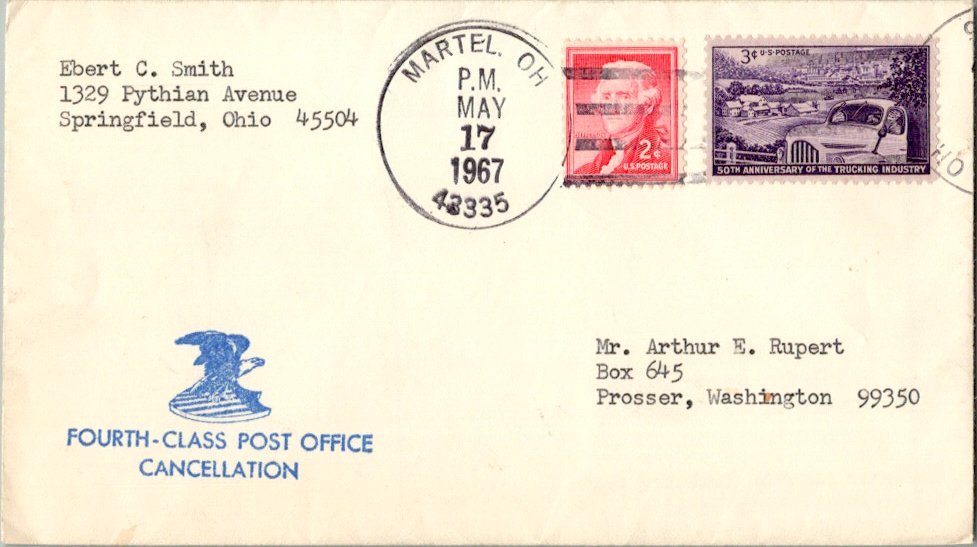 Ebert C. Smith
1329 Pythian Avenue
Springfield, Ohio 45504
MARTEL, OH
P.M.
MAY
17
1967
43335
2¢
U.S. POSTAGE
3¢ U·S·POSTAGE
50TH ANNIVERSARY OF THE TRUCKING INDUSTRY
OH
Mr. Arthur E. Rupert
Box 645
Prosser, Washington 99350
FOURTH-CLASS POST OFFICE
CANCELLATION